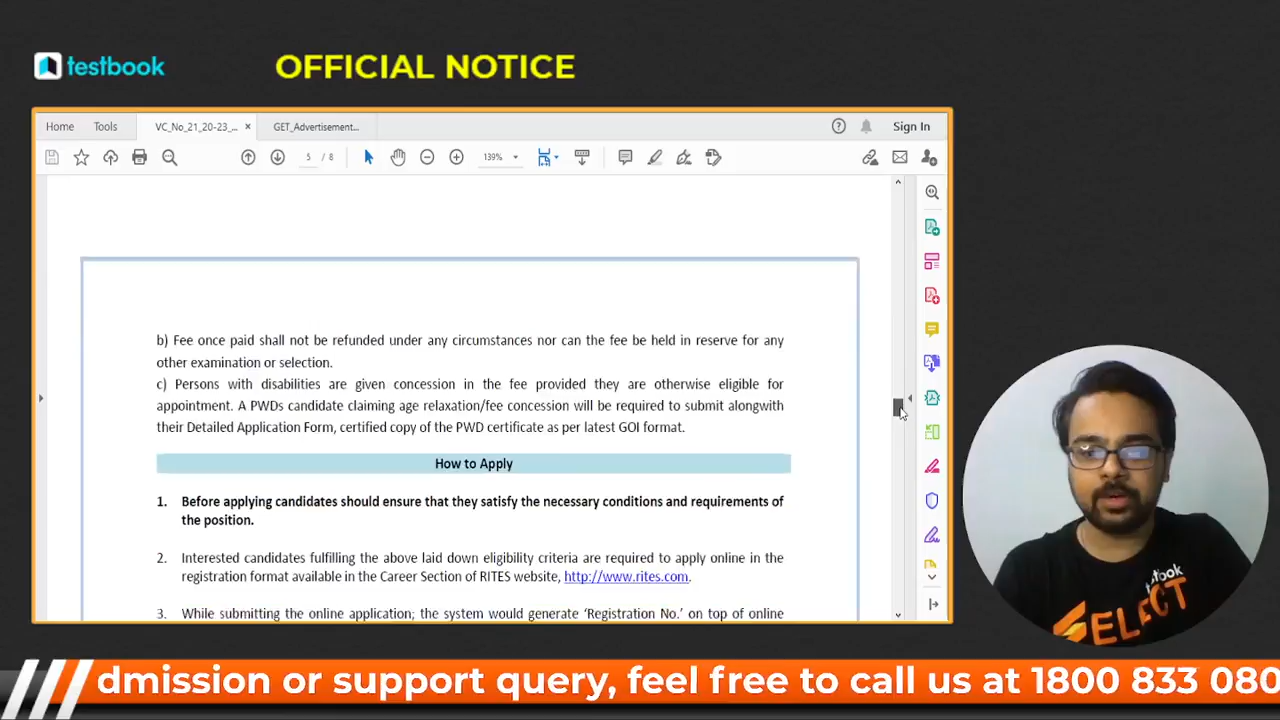 testbook
OFFICIAL NOTICE
Home
Tools
VC_No_21_20-23_...
GET_Advertisement...
Sign In
5 / 8
139%
b) Fee once paid shall not be refunded under any circumstances nor can the fee be held in reserve for any
other examination or selection.
c) Persons with disabilities are given concession in the fee provided they are otherwise eligible for
appointment. A PWDs candidate claiming age relaxation/fee concession will be required to submit alongwith
their Detailed Application Form, certified copy of the PWD certificate as per latest GOI format.
How to Apply
1. Before applying candidates should ensure that they satisfy the necessary conditions and requirements of
the position.
2. Interested candidates fulfilling the above laid down eligibility criteria are required to apply online in the
registration format available in the Career Section of RITES website, http://www.rites.com.
3. While submitting the online application; the system would generate ‘Registration No.’ on top of online
testbook
SELECT
dmission or support query, feel free to call us at 1800 833 080